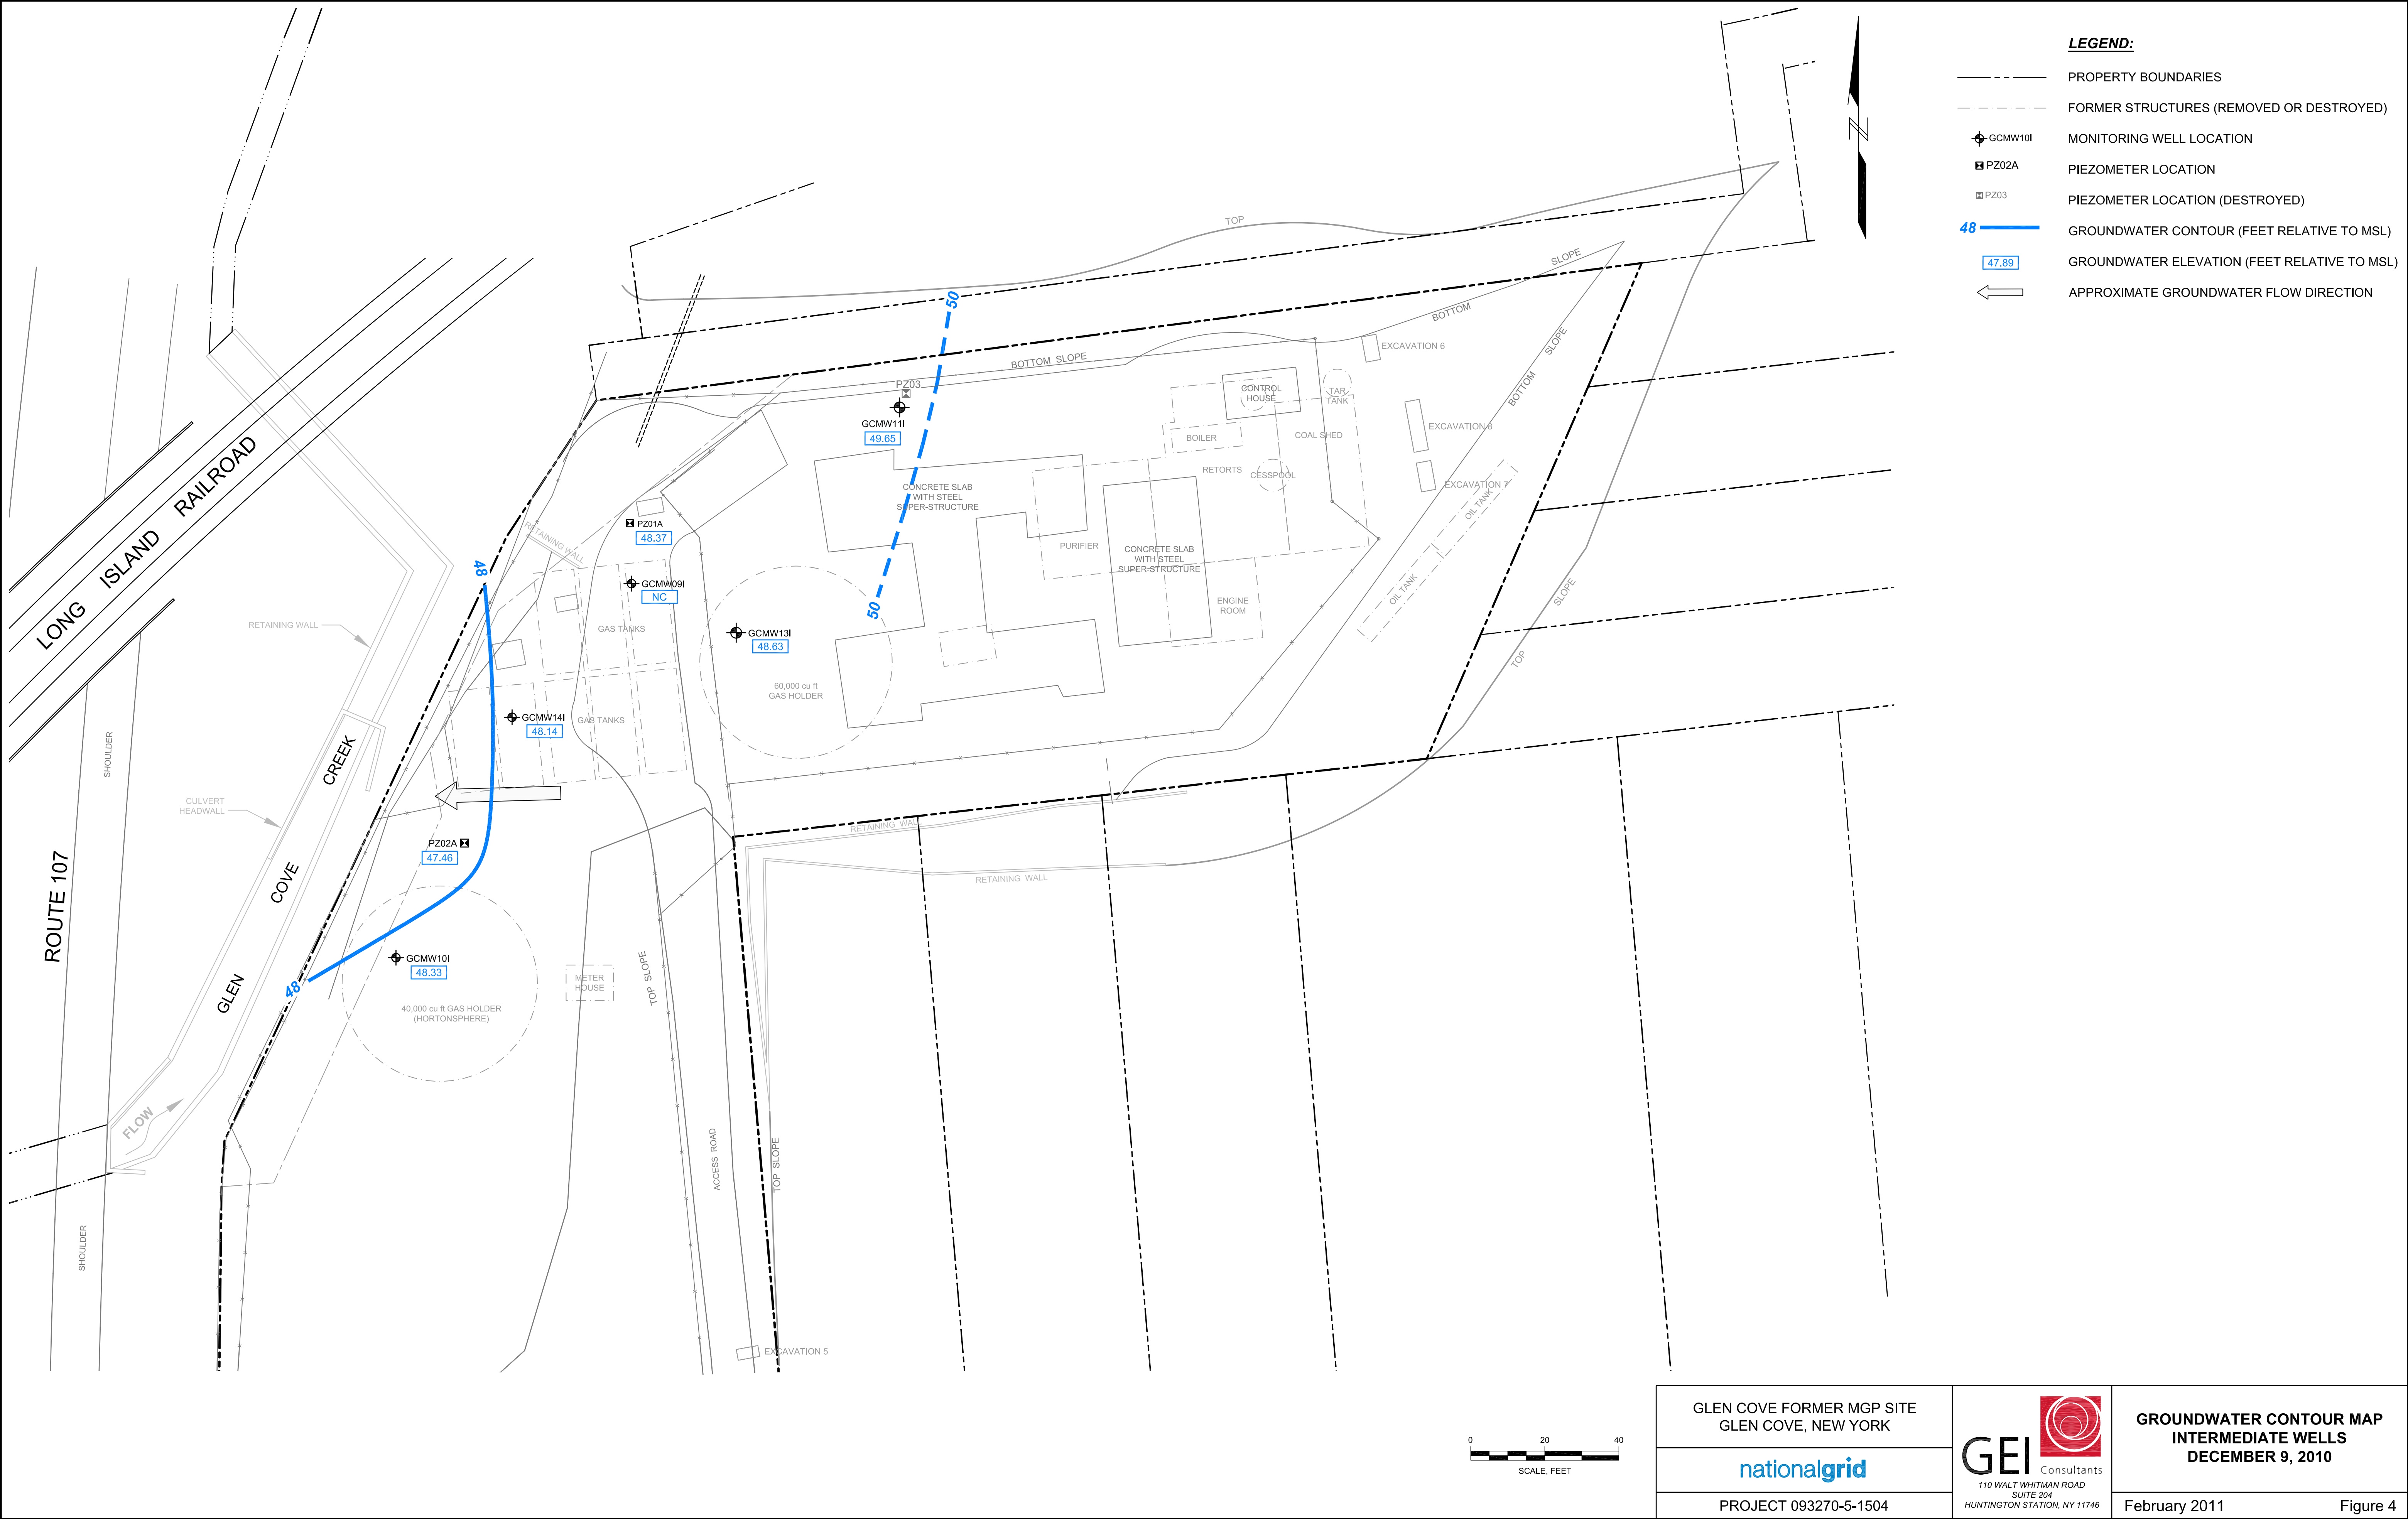 LEGEND:
PROPERTY BOUNDARIES
FORMER STRUCTURES (REMOVED OR DESTROYED)
GCMW10I
MONITORING WELL LOCATION
PZ02A
PIEZOMETER LOCATION
PZ03
PIEZOMETER LOCATION (DESTROYED)
48
GROUNDWATER CONTOUR (FEET RELATIVE TO MSL)
47.89
GROUNDWATER ELEVATION (FEET RELATIVE TO MSL)
APPROXIMATE GROUNDWATER FLOW DIRECTION
N
TOP
SLOPE
BOTTOM
50
BOTTOM SLOPE
EXCAVATION 6
SLOPE
BOTTOM
PZ03
GCMW11I
49.65
CONTROL
HOUSE
TAR
TANK
BOILER
COAL SHED
EXCAVATION 8
RETORTS
CESSPOOL
EXCAVATION 7
OIL TANK
OIL TANK
CONCRETE SLAB
WITH STEEL
SUPER-STRUCTURE
PURIFIER
CONCRETE SLAB
WITH STEEL
SUPER-STRUCTURE
ENGINE
ROOM
SLOPE
TOP
50
LONG ISLAND RAILROAD
RETAINING WALL
PZ01A
48.37
48
GCMW09I
NC
GAS TANKS
GCMW13I
48.63
60,000 cu ft
GAS HOLDER
RETAINING WALL
GCMW14I
48.14
GAS TANKS
SHOULDER
CULVERT
HEADWALL
GLEN COVE CREEK
ROUTE 107
PZ02A
47.46
RETAINING WALL
RETAINING WALL
GCMW10I
48.33
48
40,000 cu ft GAS HOLDER
(HORTONSPHERE)
METER
HOUSE
TOP SLOPE
FLOW
ACCESS ROAD
TOP SLOPE
SHOULDER
EXCAVATION 5
0 20 40
SCALE, FEET
GLEN COVE FORMER MGP SITE
GLEN COVE, NEW YORK
nationalgrid
PROJECT 093270-5-1504
GEI
Consultants
110 WALT WHITMAN ROAD
SUITE 204
HUNTINGTON STATION, NY 11746
GROUNDWATER CONTOUR MAP
INTERMEDIATE WELLS
DECEMBER 9, 2010
February 2011
Figure 4